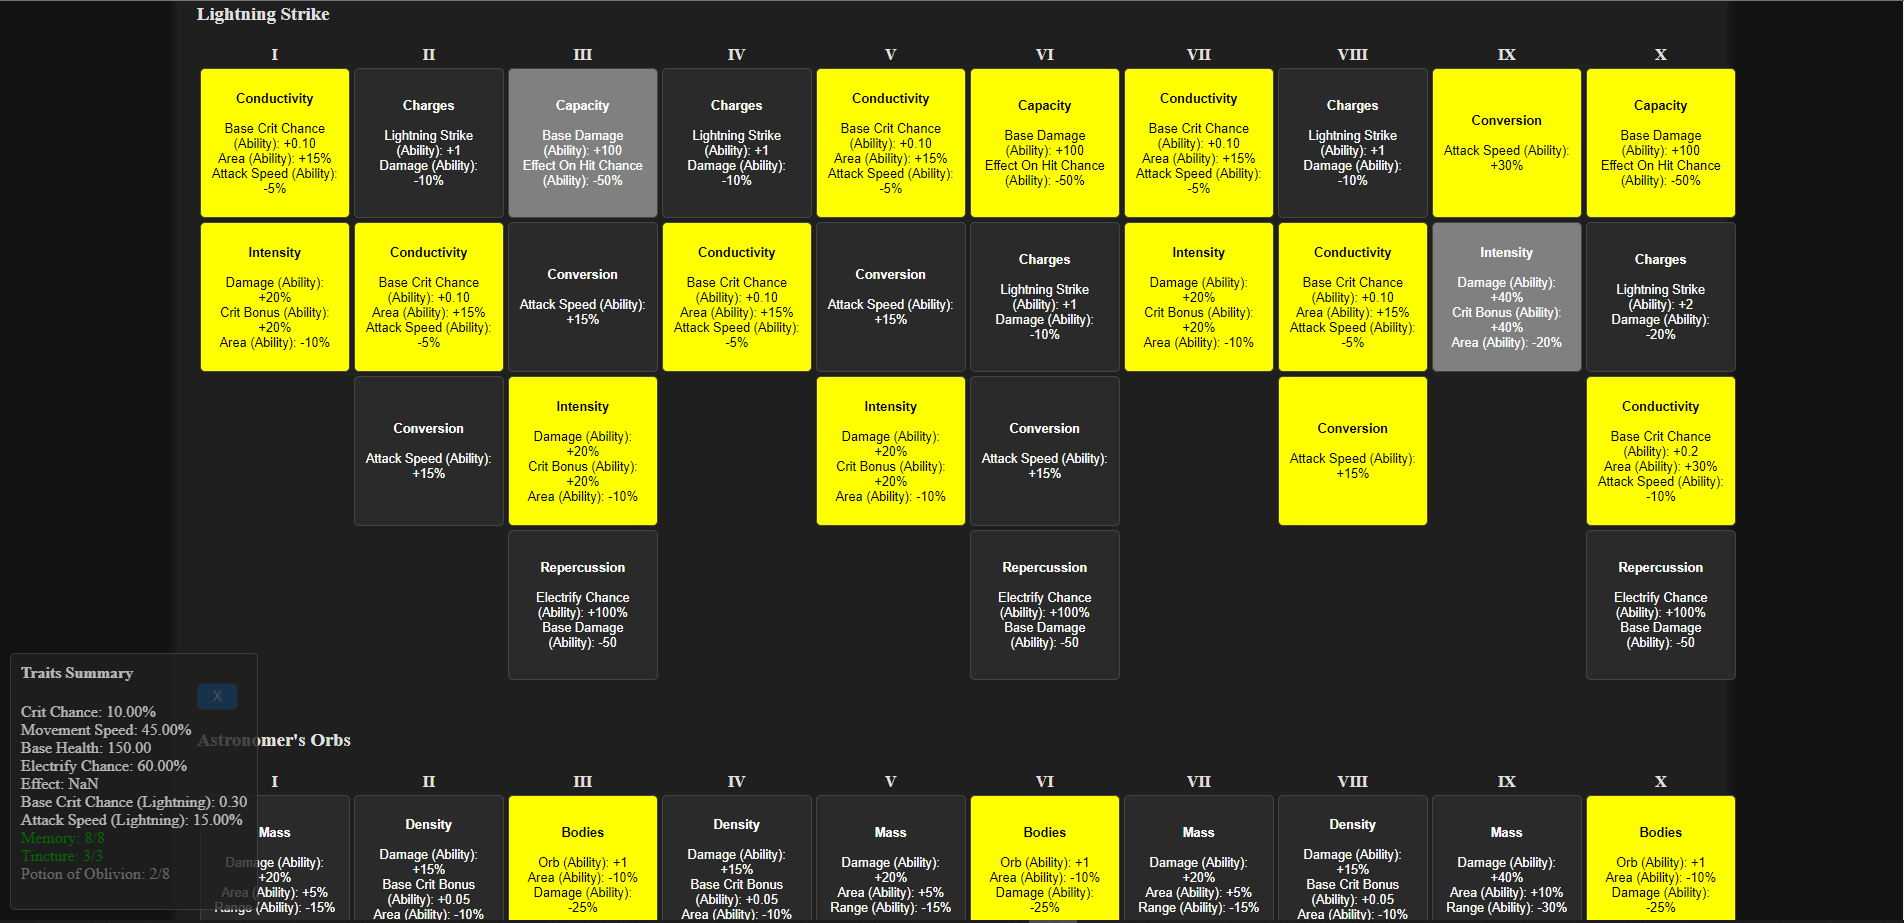 Lightning Strike
I
II
III
IV
V
VI
VII
VIII
IX
X
Conductivity
Base Crit Chance
(Ability): +0.10
Area (Ability): +15%
Attack Speed (Ability):
-5%
Charges
Lightning Strike
(Ability): +1
Damage (Ability):
-10%
Capacity
Base Damage
(Ability): +100
Effect On Hit Chance
(Ability): -50%
Charges
Lightning Strike
(Ability): +1
Damage (Ability):
-10%
Conductivity
Base Crit Chance
(Ability): +0.10
Area (Ability): +15%
Attack Speed (Ability):
-5%
Capacity
Base Damage
(Ability): +100
Effect On Hit Chance
(Ability): -50%
Conductivity
Base Crit Chance
(Ability): +0.10
Area (Ability): +15%
Attack Speed (Ability):
-5%
Charges
Lightning Strike
(Ability): +1
Damage (Ability):
-10%
Conversion
Attack Speed (Ability):
+30%
Capacity
Base Damage
(Ability): +100
Effect On Hit Chance
(Ability): -50%
Intensity
Damage (Ability):
+20%
Crit Bonus (Ability):
+20%
Area (Ability): -10%
Conductivity
Base Crit Chance
(Ability): +0.10
Area (Ability): +15%
Attack Speed (Ability):
-5%
Conversion
Attack Speed (Ability):
+15%
Conductivity
Base Crit Chance
(Ability): +0.10
Area (Ability): +15%
Attack Speed (Ability):
-5%
Conversion
Attack Speed (Ability):
+15%
Charges
Lightning Strike
(Ability): +1
Damage (Ability):
-10%
Intensity
Damage (Ability):
+20%
Crit Bonus (Ability):
+20%
Area (Ability): -10%
Conductivity
Base Crit Chance
(Ability): +0.10
Area (Ability): +15%
Attack Speed (Ability):
-5%
Intensity
Damage (Ability):
+40%
Crit Bonus (Ability):
+40%
Area (Ability): -20%
Charges
Lightning Strike
(Ability): +2
Damage (Ability):
-20%
Conversion
Attack Speed (Ability):
+15%
Intensity
Damage (Ability):
+20%
Crit Bonus (Ability):
+20%
Area (Ability): -10%
Intensity
Damage (Ability):
+20%
Crit Bonus (Ability):
+20%
Area (Ability): -10%
Conversion
Attack Speed (Ability):
+15%
Conversion
Attack Speed (Ability):
+15%
Conductivity
Base Crit Chance
(Ability): +0.2
Area (Ability): +30%
Attack Speed (Ability):
-10%
Repercussion
Electrify Chance
(Ability): +100%
Base Damage
(Ability): -50
Repercussion
Electrify Chance
(Ability): +100%
Base Damage
(Ability): -50
Repercussion
Electrify Chance
(Ability): +100%
Base Damage
(Ability): -50
Traits Summary
X
Crit Chance: 10.00%
Movement Speed: 45.00%
Base Health: 150.00
Electrify Chance: 60.00%
Effect: NaN
Base Crit Chance (Lightning): 0.30
Attack Speed (Lightning): 15.00%
Memory: 8/8
Tincture: 3/3
Potion of Oblivion: 2/8
Astronomer's Orbs
I
II
III
IV
V
VI
VII
VIII
IX
X
Mass
Damage (Ability):
+20%
Area (Ability): +5%
Range (Ability): -15%
Density
Damage (Ability):
+15%
Base Crit Bonus
(Ability): +0.05
Area (Ability): -10%
Bodies
Orb (Ability): +1
Area (Ability): -10%
Damage (Ability):
-25%
Density
Damage (Ability):
+15%
Base Crit Bonus
(Ability): +0.05
Area (Ability): -10%
Mass
Damage (Ability):
+20%
Area (Ability): +5%
Range (Ability): -15%
Bodies
Orb (Ability): +1
Area (Ability): -10%
Damage (Ability):
-25%
Mass
Damage (Ability):
+20%
Area (Ability): +5%
Range (Ability): -15%
Density
Damage (Ability):
+15%
Base Crit Bonus
(Ability): +0.05
Area (Ability): -10%
Mass
Damage (Ability):
+40%
Area (Ability): +10%
Range (Ability): -30%
Bodies
Orb (Ability): +1
Area (Ability): -10%
Damage (Ability):
-25%